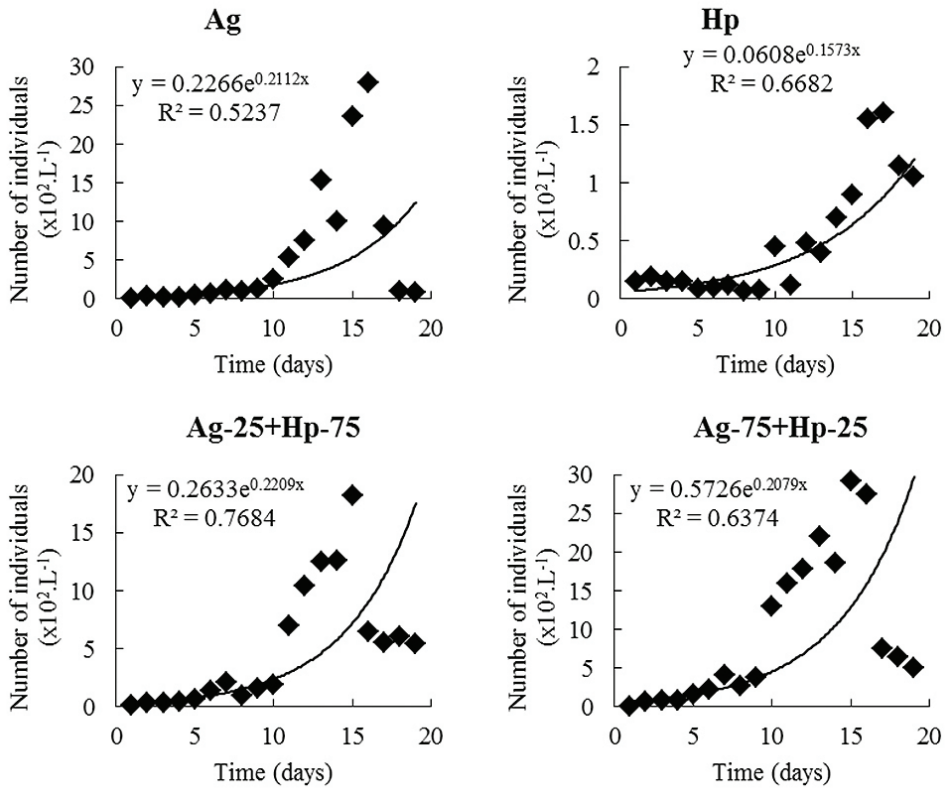 Ag
y = 0.2266e^0.2112x
R² = 0.5237
Number of individuals
(x10².L⁻¹)
30
25
20
15
10
5
0
0 5 10 15 20
Time (days)
Hp
y = 0.0608e^0.1573x
R² = 0.6682
Number of individuals
(x10².L⁻¹)
2
1.5
1
0.5
0
0 5 10 15 20
Time (days)
Ag-25+Hp-75
y = 0.2633e^0.2209x
R² = 0.7684
Number of individuals
(x10².L⁻¹)
20
15
10
5
0
0 5 10 15 20
Time (days)
Ag-75+Hp-25
y = 0.5726e^0.2079x
R² = 0.6374
Number of individuals
(x10².L⁻¹)
30
25
20
15
10
5
0
0 5 10 15 20
Time (days)